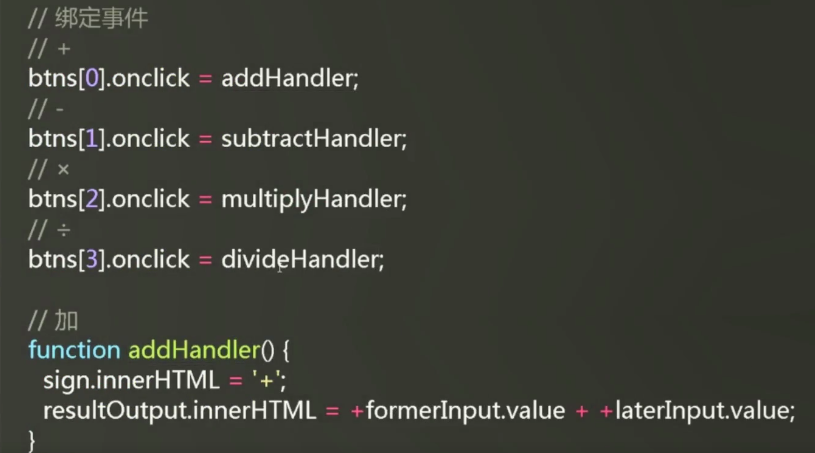 // 绑定事件
// +
btns[0].onclick = addHandler;
// -
btns[1].onclick = subtractHandler;
// ×
btns[2].onclick = multiplyHandler;
// ÷
btns[3].onclick = divideHandler;
// 加
function addHandler() {
sign.innerHTML = '+';
resultOutput.innerHTML = +formerInput.value + +laterInput.value;
}